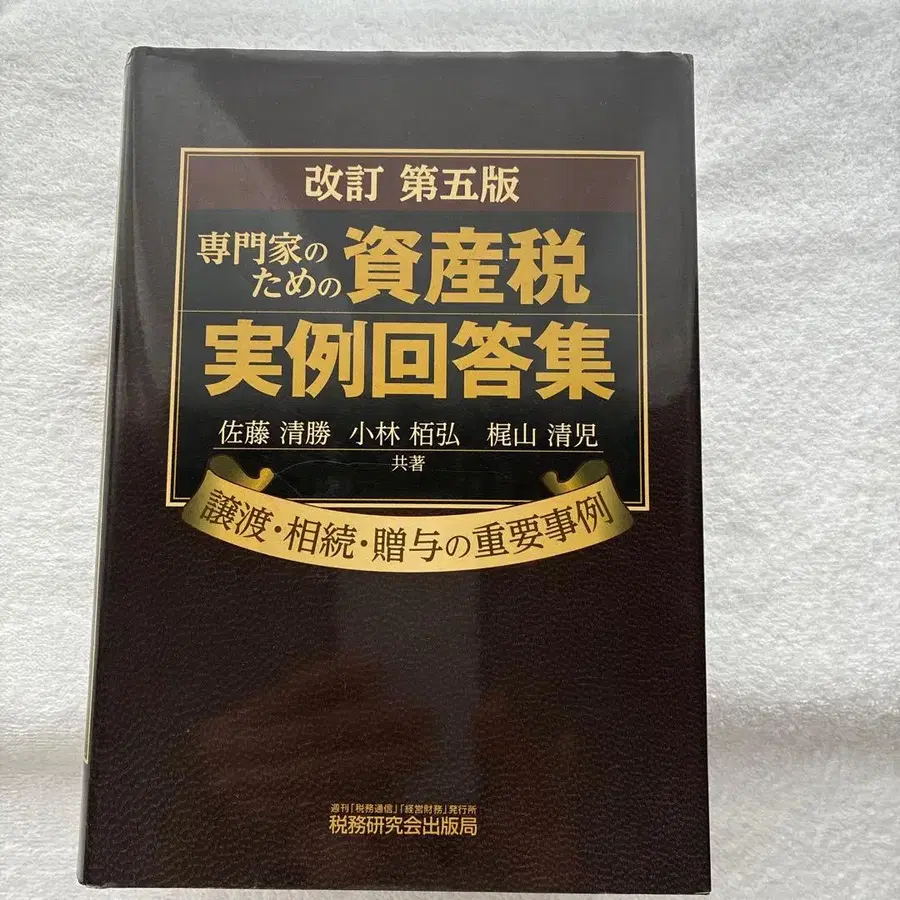 改訂 第五版
専門家の
ための
資産税
実例回答集
佐藤 清勝 小林 栢弘 梶山 清児
共著
譲渡・相続・贈与の重要事例
週刊「税務通信」「経営財務」発行所
税務研究会出版局